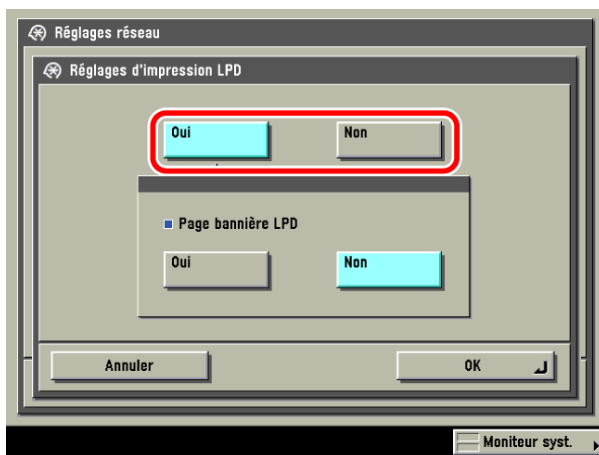 Réglages réseau
Réglages d'impression LPD
Oui Non
Page bannière LPD
Oui Non
Annuler OK
Moniteur syst.